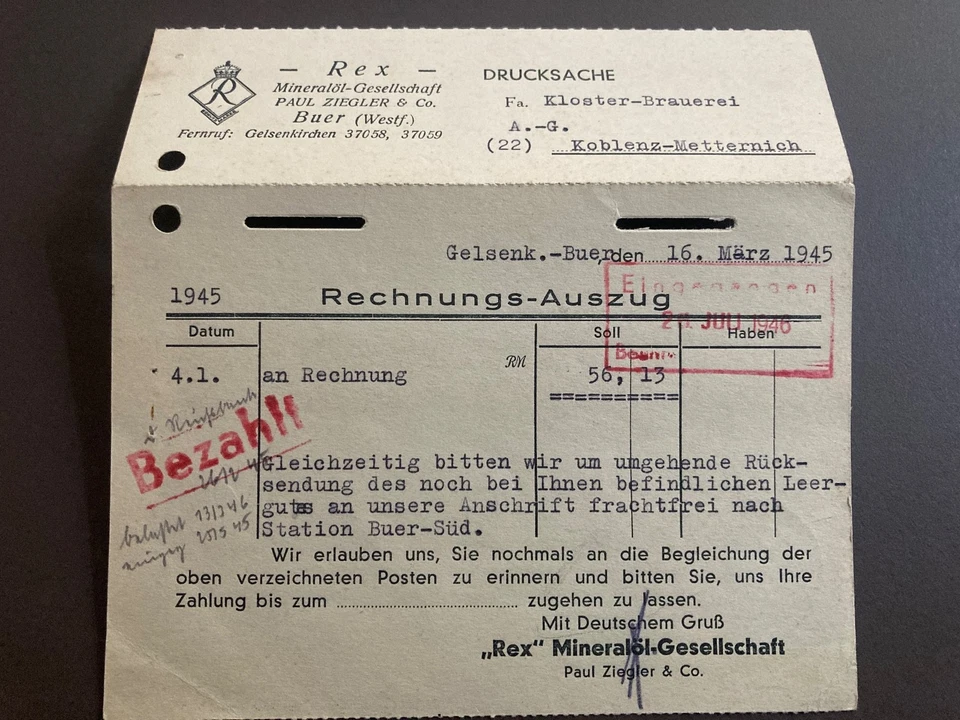 R
— Rex —
Mineralöl-Gesellschaft
PAUL ZIEGLER & Co.
Buer (Westf.)
Fernruf: Gelsenkirchen 37058, 37059
DRUCKSACHE
Fa. Kloster-Brauerei
A.-G.
(22) Koblenz-Metternich
Gelsenk.-Buer, den 16. März 1945
1945 Rechnungs-Auszug
Eingegangen
JULI 1946
Datum Soll Haben
RM
4.1. an Rechnung 56, 13
==========
Bezahlt
Gleichzeitig bitten wir um umgehende Rück-
sendung des noch bei Ihnen befindlichen Leer-
guts an unsere Anschrift frachtfrei nach
Station Buer-Süd.
Wir erlauben uns, Sie nochmals an die Begleichung der
oben verzeichneten Posten zu erinnern und bitten Sie, uns Ihre
Zahlung bis zum ........................ zugehen zu lassen.
Mit Deutschem Gruß
„Rex“ Mineralöl-Gesellschaft
Paul Ziegler & Co.